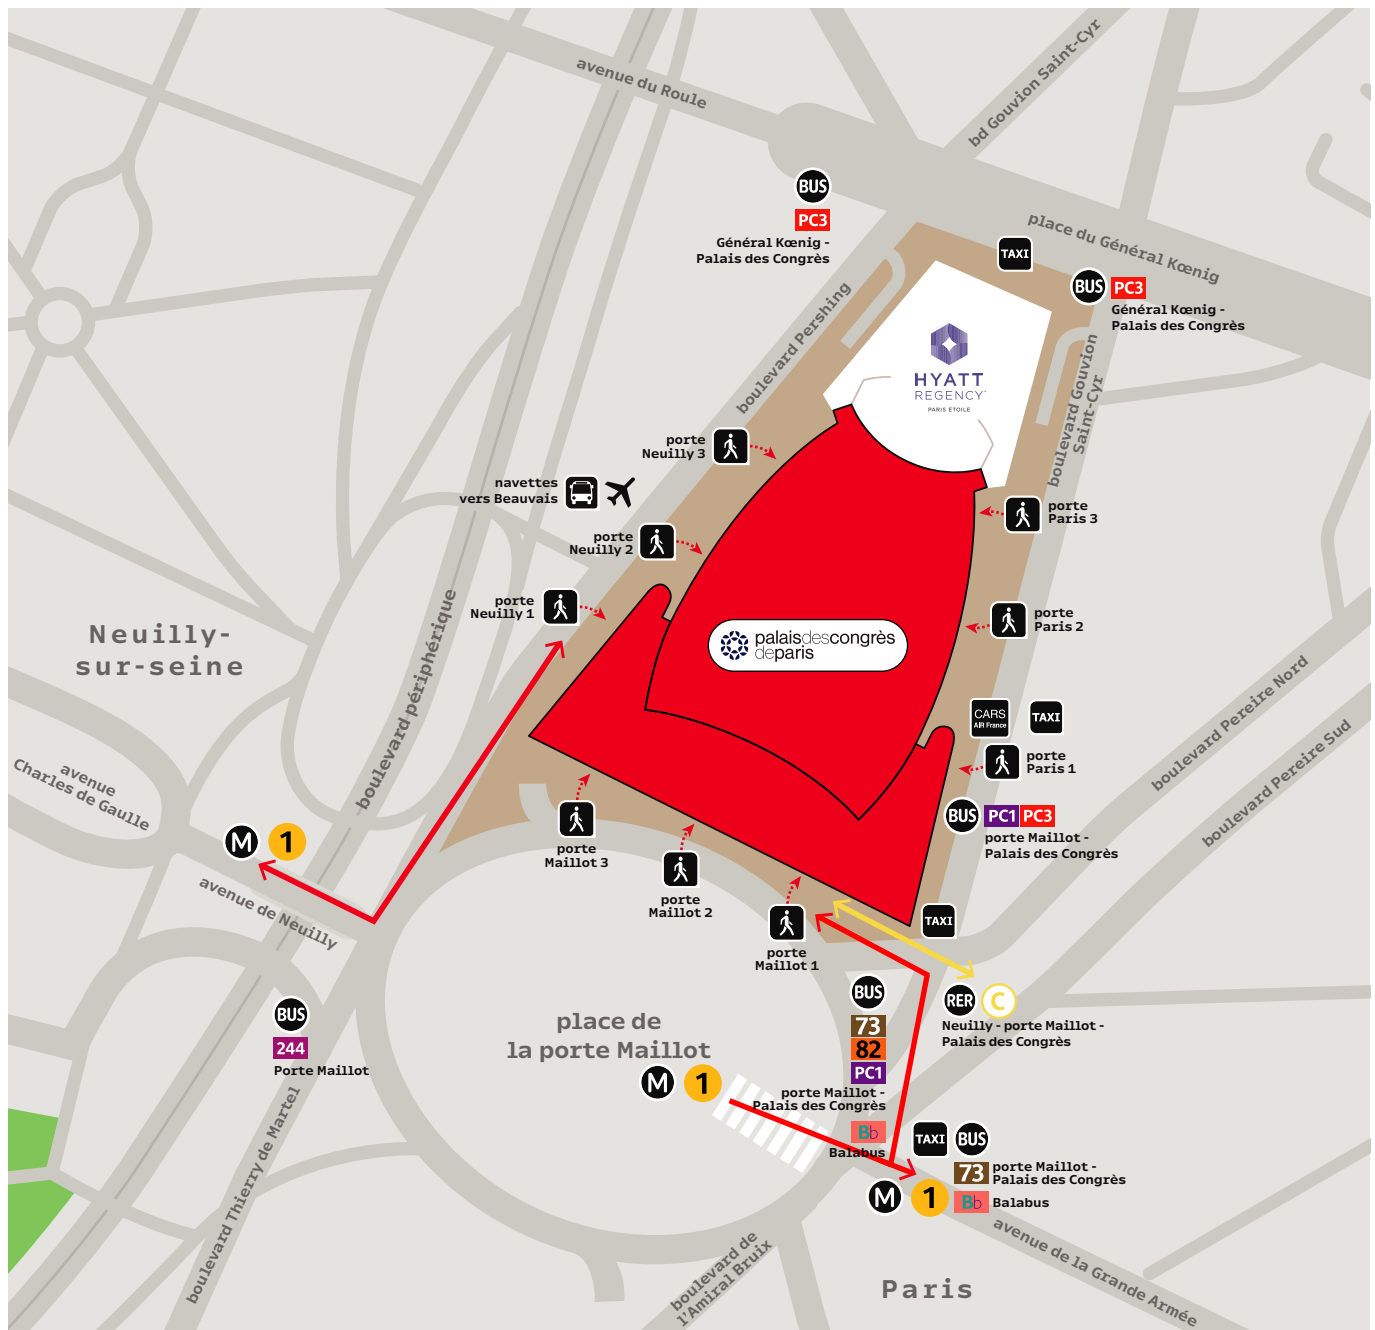 avenue du Roule
bd Gouvion Saint-Cyr
BUS
PC3
Général Kœnig -
Palais des Congrès
place du Général Kœnig
TAXI
BUS
PC3
Général Kœnig -
Palais des Congrès
boulevard Pershing
HYATT
REGENCY
PARIS ÉTOILE
boulevard Gouvion
Saint-Cyr
porte
Neuilly 3
navettes
vers Beauvais
porte
Paris 3
porte
Neuilly 2
porte
Neuilly 1
porte
Paris 2
Neuilly-
sur-seine
boulevard périphérique
palaisdescongrès
deparis
boulevard Pereire Nord
boulevard Pereire Sud
CARS
AIR France
TAXI
porte
Paris 1
avenue
Charles de Gaulle
BUS
PC1
PC3
porte Maillot -
Palais des Congrès
M
1
porte
Maillot 3
porte
Maillot 2
porte
Maillot 1
avenue de Neuilly
TAXI
BUS
244
Porte Maillot
RER
C
Neuilly - porte Maillot -
Palais des Congrès
place de
la porte Maillot
M
1
BUS
73
82
PC1
porte Maillot -
Palais des Congrès
Bb
Balabus
TAXI
BUS
73
porte Maillot -
Palais des Congrès
Bb
Balabus
M
1
boulevard Thierry de Martel
boulevard de
l'Amiral Bruix
avenue de la Grande Armée
Paris